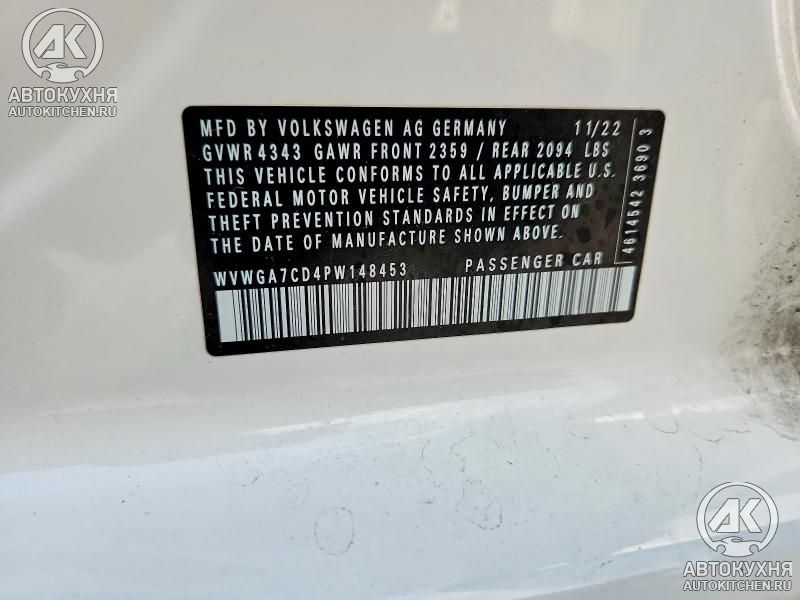 АК
АВТОКУХНЯ
AUTOKITCHEN.RU
MFD BY VOLKSWAGEN AG GERMANY 11/22
GVWR 4343 GAWR FRONT 2359 / REAR 2094 LBS
THIS VEHICLE CONFORMS TO ALL APPLICABLE U.S.
FEDERAL MOTOR VEHICLE SAFETY, BUMPER AND
THEFT PREVENTION STANDARDS IN EFFECT ON
THE DATE OF MANUFACTURE SHOWN ABOVE.
WVWGA7CD4PW148453 PASSENGER CAR
4614542 3690 3
АК
АВТОКУХНЯ
AUTOKITCHEN.RU